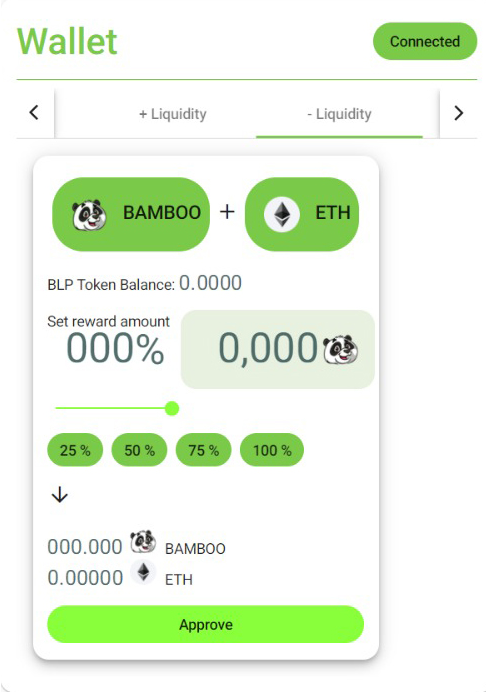 Wallet
Connected
+ Liquidity
- Liquidity
BAMBOO + ETH
BLP Token Balance: 0.0000
Set reward amount
000% 0,000
25 % 50 % 75 % 100 %
000.000 BAMBOO
0.00000 ETH
Approve